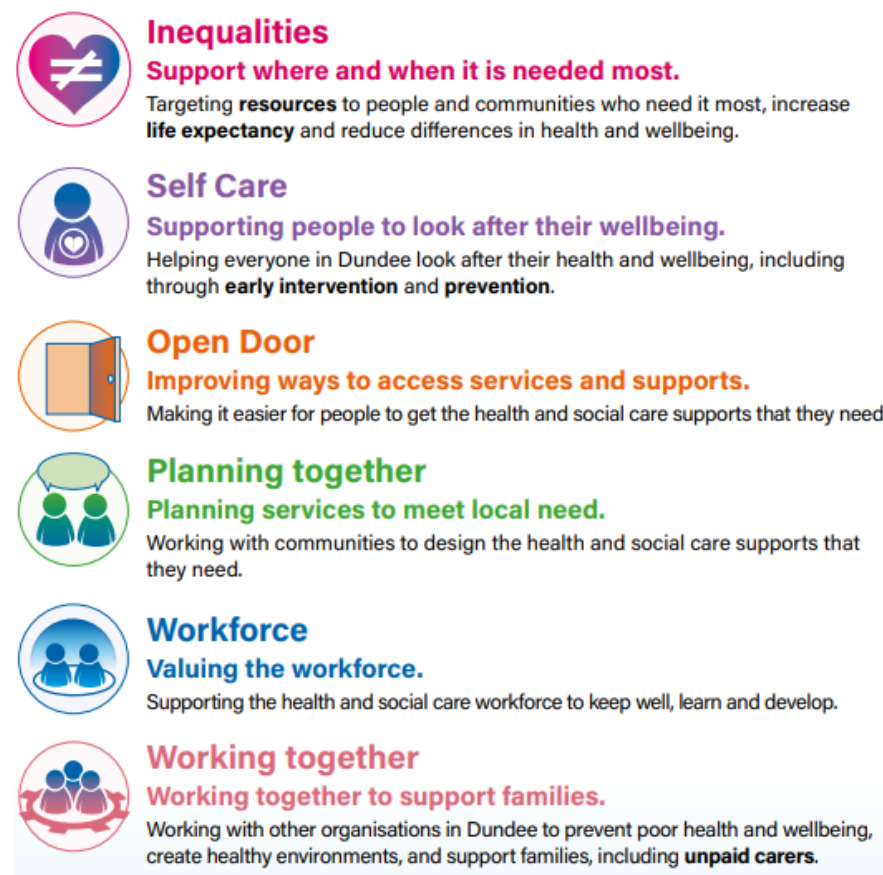 Inequalities
Support where and when it is needed most.
Targeting resources to people and communities who need it most, increase
life expectancy and reduce differences in health and wellbeing.
Self Care
Supporting people to look after their wellbeing.
Helping everyone in Dundee look after their health and wellbeing, including
through early intervention and prevention.
Open Door
Improving ways to access services and supports.
Making it easier for people to get the health and social care supports that they need
Planning together
Planning services to meet local need.
Working with communities to design the health and social care supports that
they need.
Workforce
Valuing the workforce.
Supporting the health and social care workforce to keep well, learn and develop.
Working together
Working together to support families.
Working with other organisations in Dundee to prevent poor health and wellbeing,
create healthy environments, and support families, including unpaid carers.